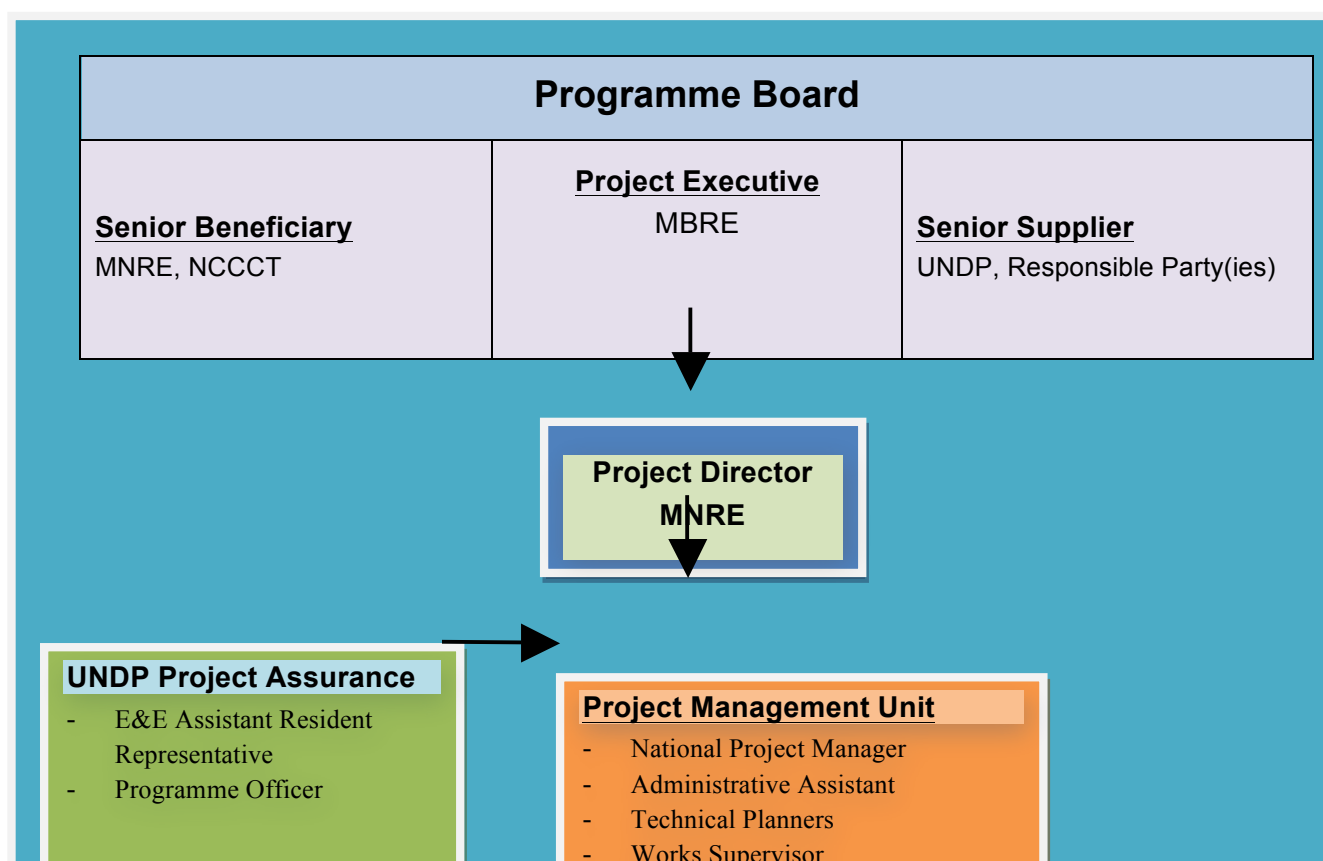 Programme Board
Senior Beneficiary
MNRE, NCCCT
Project Executive
MBRE
Senior Supplier
UNDP, Responsible Party(ies)
Project Director
MNRE
UNDP Project Assurance
- E&E Assistant Resident
Representative
- Programme Officer
Project Management Unit
- National Project Manager
- Administrative Assistant
- Technical Planners
- Works Supervisor